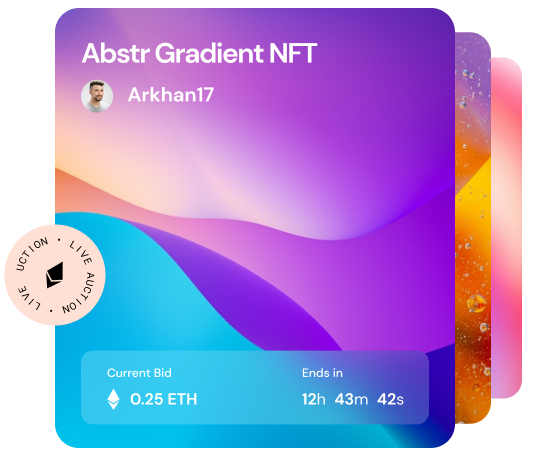 Abstr Gradient NFT
Arkhan17
UCTION • LIVE AUCTION • LIVE
Current Bid
Ends in
0.25 ETH
12h 43m 42s